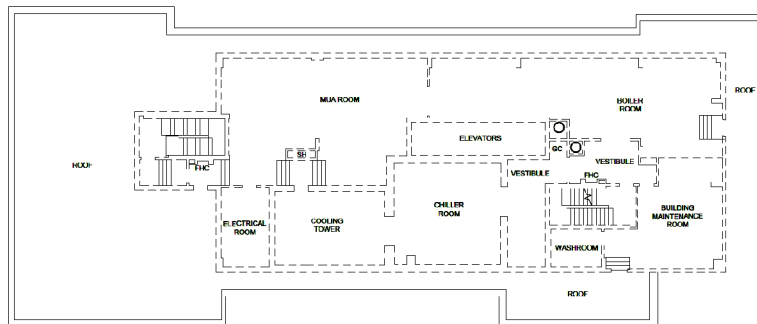 ROOF
MUA ROOM
BOILER
ROOM
ELEVATORS
GC
SH
VESTIBULE
VESTIBULE
ROOF
FHC
FHC
ELECTRICAL
ROOM
COOLING
TOWER
CHILLER
ROOM
BUILDING
MAINTENANCE
ROOM
WASHROOM
ROOF